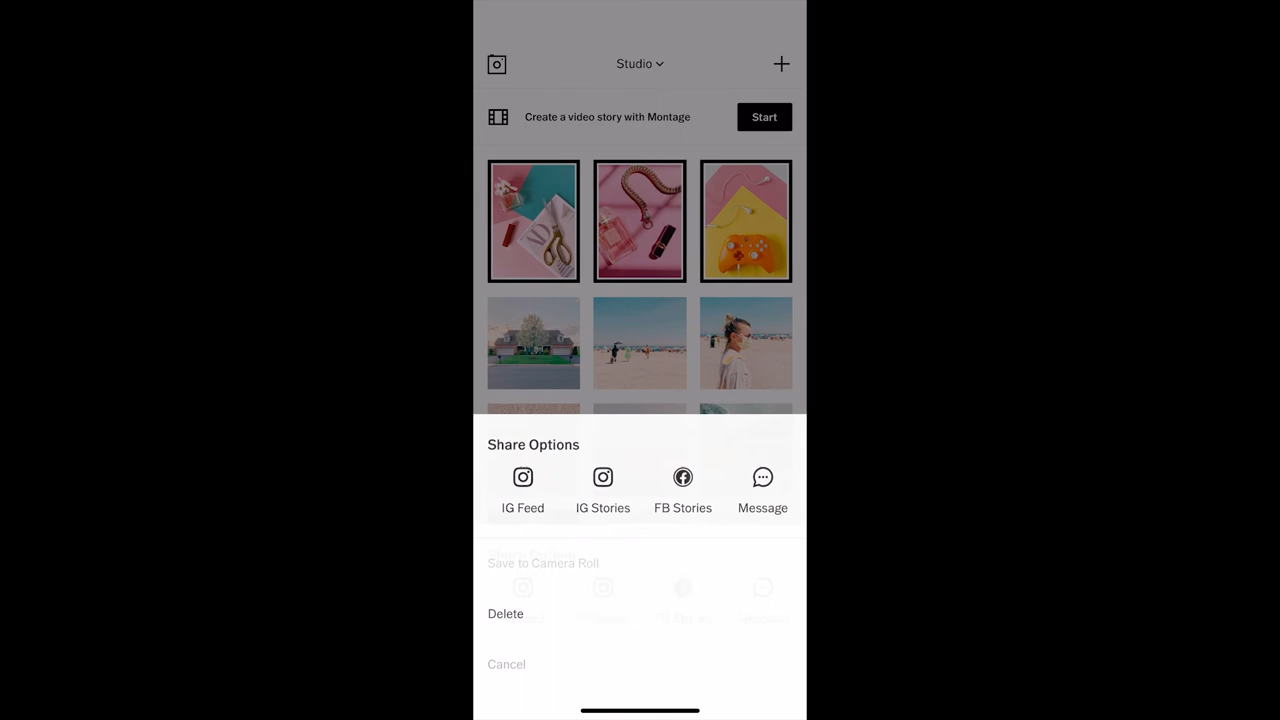 Studio
Create a video story with Montage
Start
Share Options
IG Feed
IG Stories
FB Stories
Message
Save to Camera Roll
Delete
Cancel